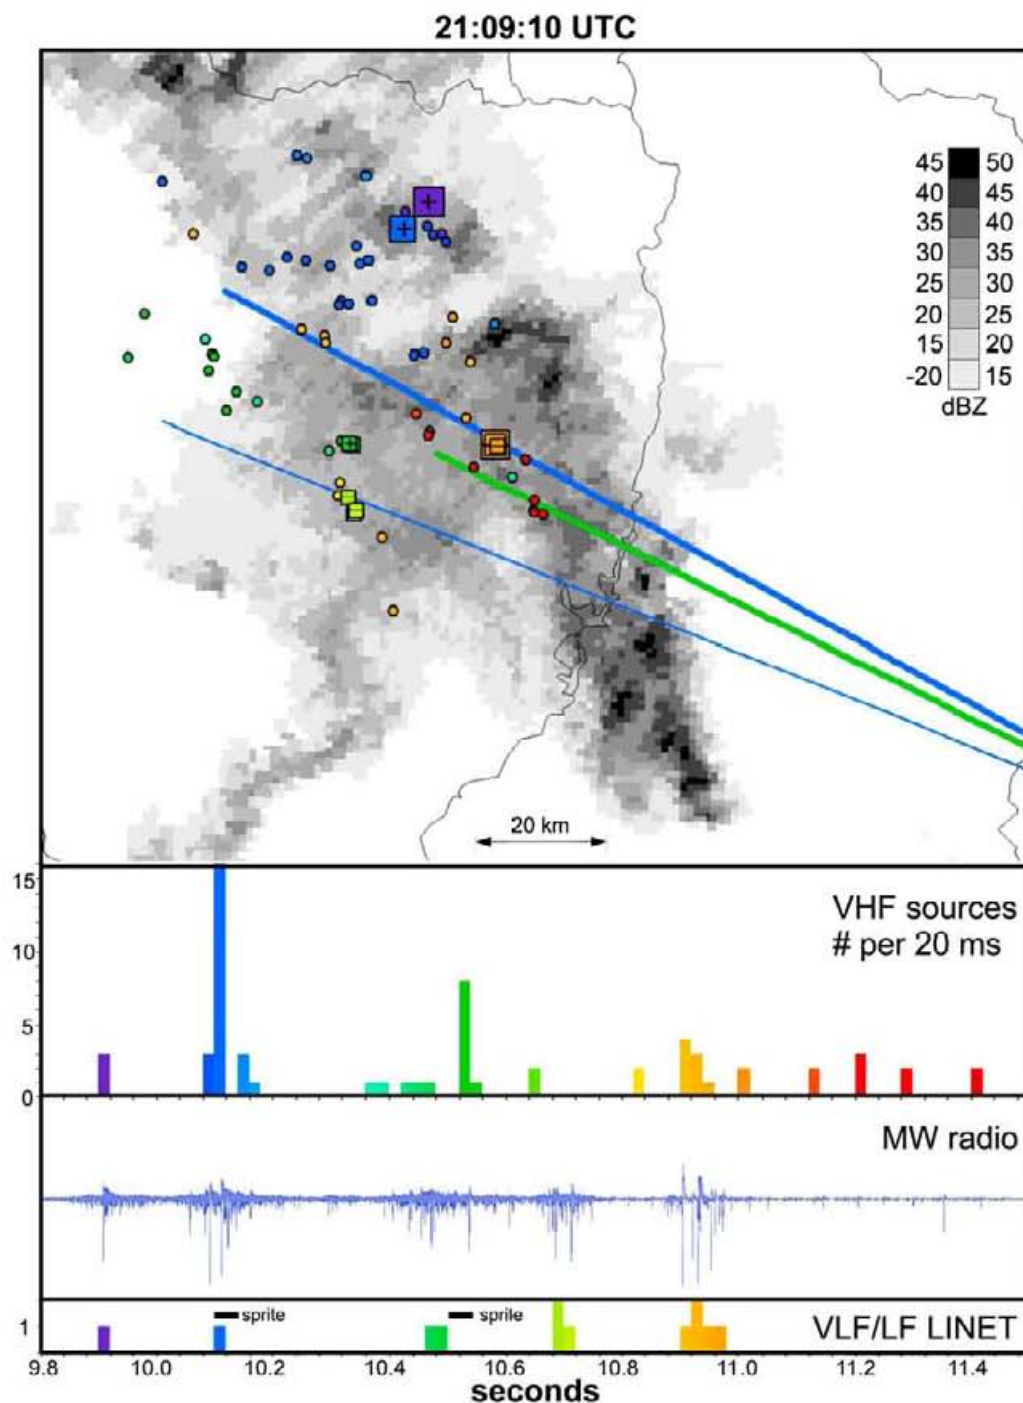 21:09:10 UTC
45 50
40 45
35 40
30 35
25 30
20 25
15 20
-20 15
dBZ
20 km
15
10
5
0
VHF sources
# per 20 ms
MW radio
sprite sprite
1
VLF/LF LINET
9.8 10.0 10.2 10.4 10.6 10.8 11.0 11.2 11.4
seconds